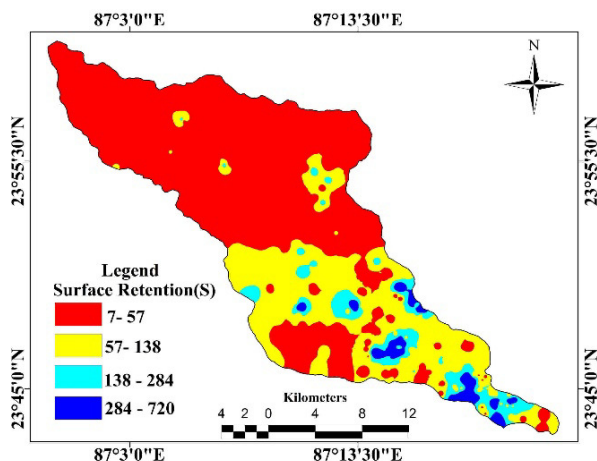 87°3'0"E 87°13'30"E
N
23°55'30"N 23°55'30"N
Legend
Surface Retention(S)
7- 57
57- 138
138 - 284
284 - 720
23°45'0"N 23°45'0"N
Kilometers
4 2 0 4 8 12
87°3'0"E 87°13'30"E